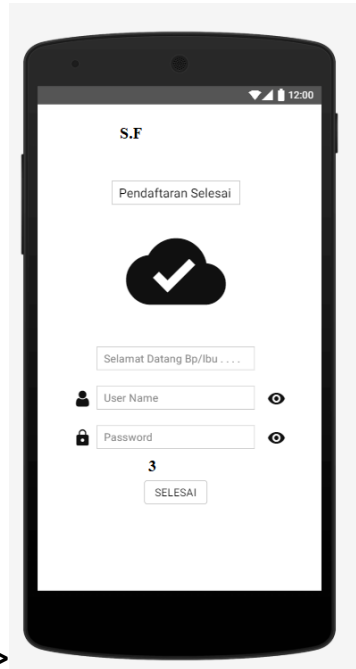 12:00
S.F
Pendaftaran Selesai
Selamat Datang Bp/Ibu . . . .
User Name
Password
3
SELESAI
>